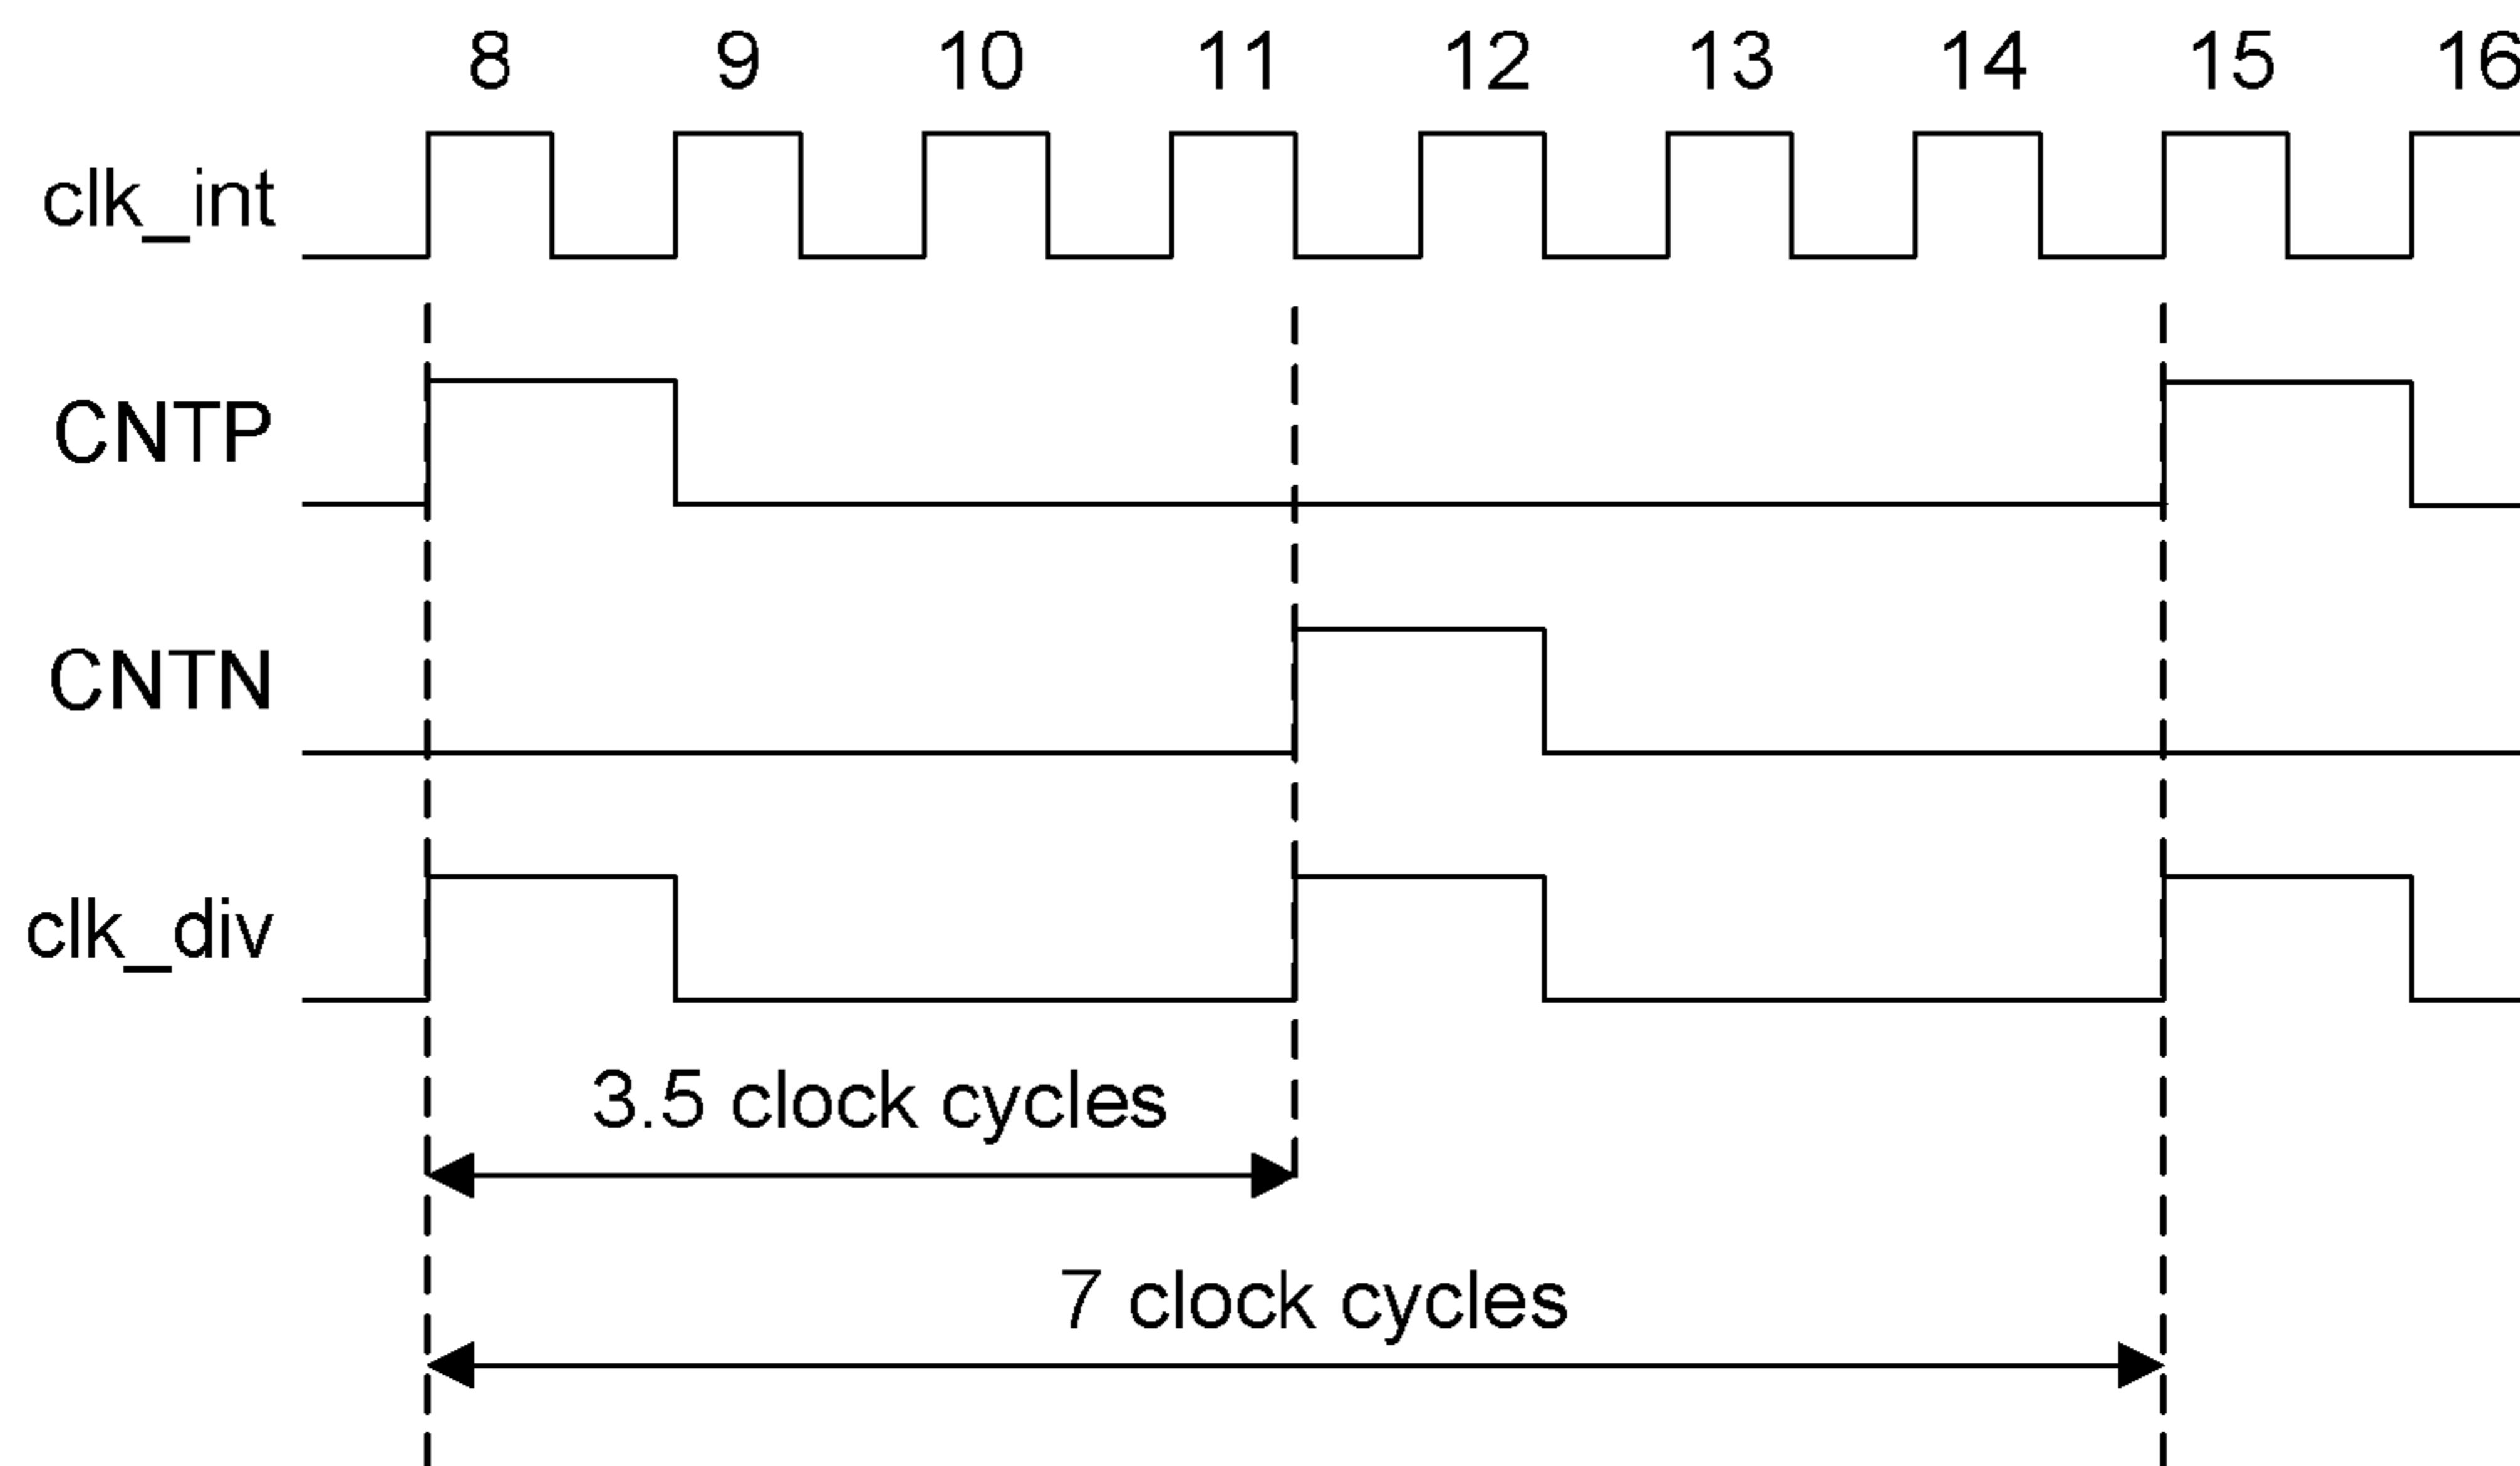 8 9 10 11 12 13 14 15 16
clk_int
CNTP
CNTN
clk_div
3.5 clock cycles
7 clock cycles